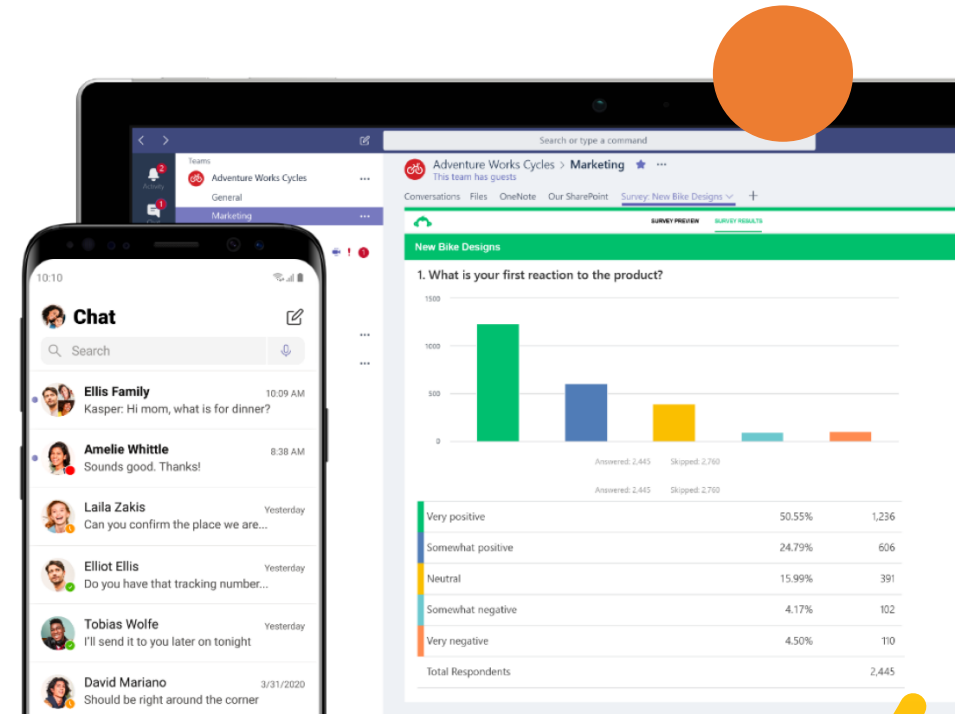 Search or type a command
Teams
Activity
2
Adventure Works Cycles
...
General
1
Marketing
...
! 1
...
...
Adventure Works Cycles > Marketing ...
This team has guests
Conversations Files OneNote Our SharePoint Survey: New Bike Designs +
SURVEY PREVIEW SURVEY RESULTS
New Bike Designs
1. What is your first reaction to the product?
1500
1000
500
0
Answered: 2,445 Skipped: 2,760
Answered: 2,445 Skipped: 2,760
Very positive 50.55% 1,236
Somewhat positive 24.79% 606
Neutral 15.99% 391
Somewhat negative 4.17% 102
Very negative 4.50% 110
Total Respondents 2,445
10:10
Chat
Search
Ellis Family 10:09 AM
Kasper: Hi mom, what is for dinner?
Amelie Whittle 8:38 AM
Sounds good. Thanks!
Laila Zakis Yesterday
Can you confirm the place we are...
Elliot Ellis Yesterday
Do you have that tracking number...
Tobias Wolfe Yesterday
I'll send it to you later on tonight
David Mariano 3/31/2020
Should be right around the corner